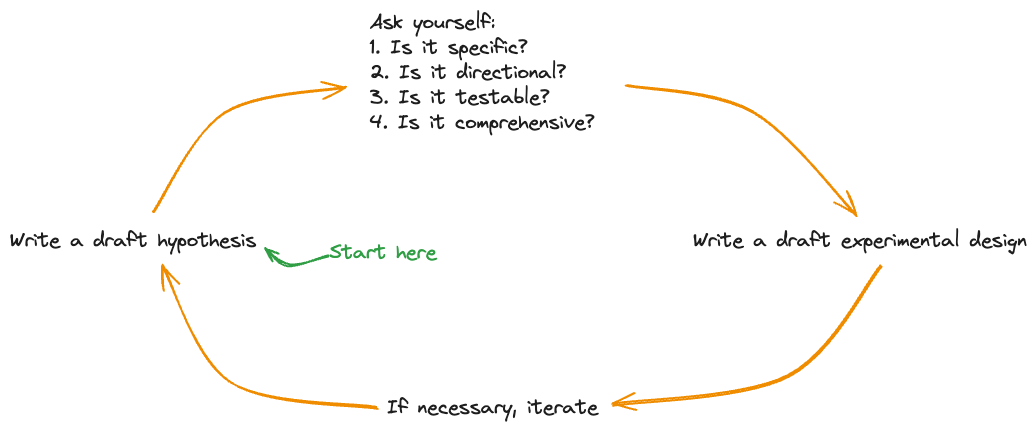 Ask yourself:
1. Is it specific?
2. Is it directional?
3. Is it testable?
4. Is it comprehensive?
Write a draft hypothesis
Start here
Write a draft experimental design
If necessary, iterate